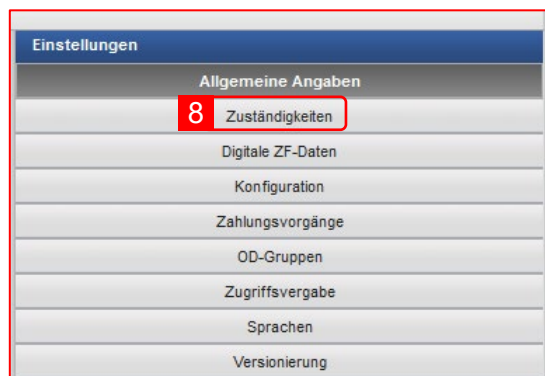 Einstellungen
Allgemeine Angaben
8 Zuständigkeiten
Digitale ZF-Daten
Konfiguration
Zahlungsvorgänge
OD-Gruppen
Zugriffsvergabe
Sprachen
Versionierung